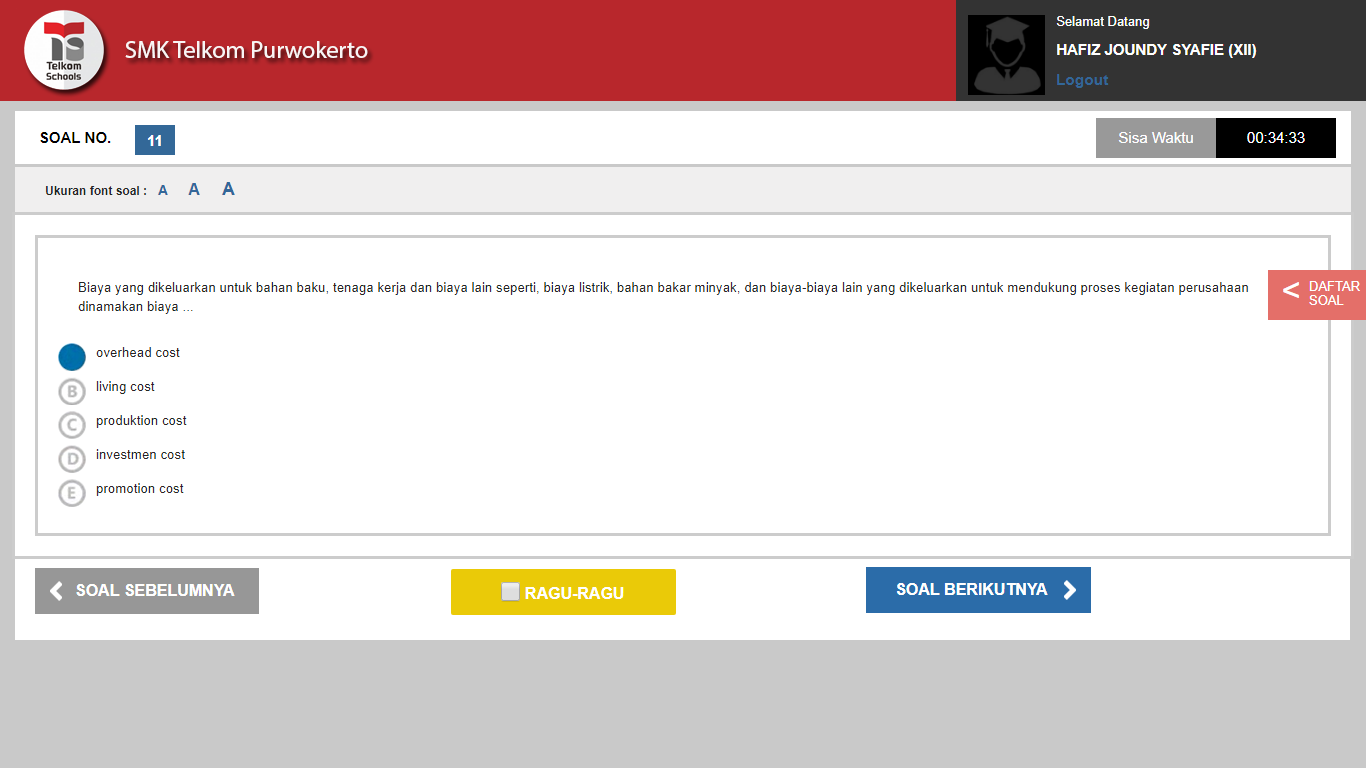 Telkom
Schools
SMK Telkom Purwokerto
Selamat Datang
HAFIZ JOUNDY SYAFIE (XII)
Logout
SOAL NO. 11
Sisa Waktu 00:34:33
Ukuran font soal : A A A
Biaya yang dikeluarkan untuk bahan baku, tenaga kerja dan biaya lain seperti, biaya listrik, bahan bakar minyak, dan biaya-biaya lain yang dikeluarkan untuk mendukung proses kegiatan perusahaan
dinamakan biaya ...
< DAFTAR
SOAL
overhead cost
B living cost
C produktion cost
D investmen cost
E promotion cost
SOAL SEBELUMNYA
RAGU-RAGU
SOAL BERIKUTNYA